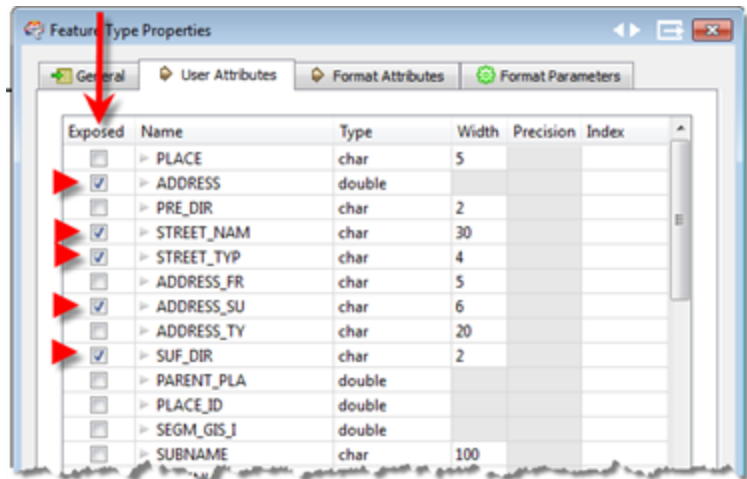 Feature Type Properties
General User Attributes Format Attributes Format Parameters
Exposed Name Type Width Precision Index
PLACE char 5
ADDRESS double
PRE_DIR char 2
STREET_NAM char 30
STREET_TYP char 4
ADDRESS_FR char 5
ADDRESS_SU char 6
ADDRESS_TY char 20
SUF_DIR char 2
PARENT_PLA double
PLACE_ID double
SEGM_GIS_I double
SUBNAME char 100